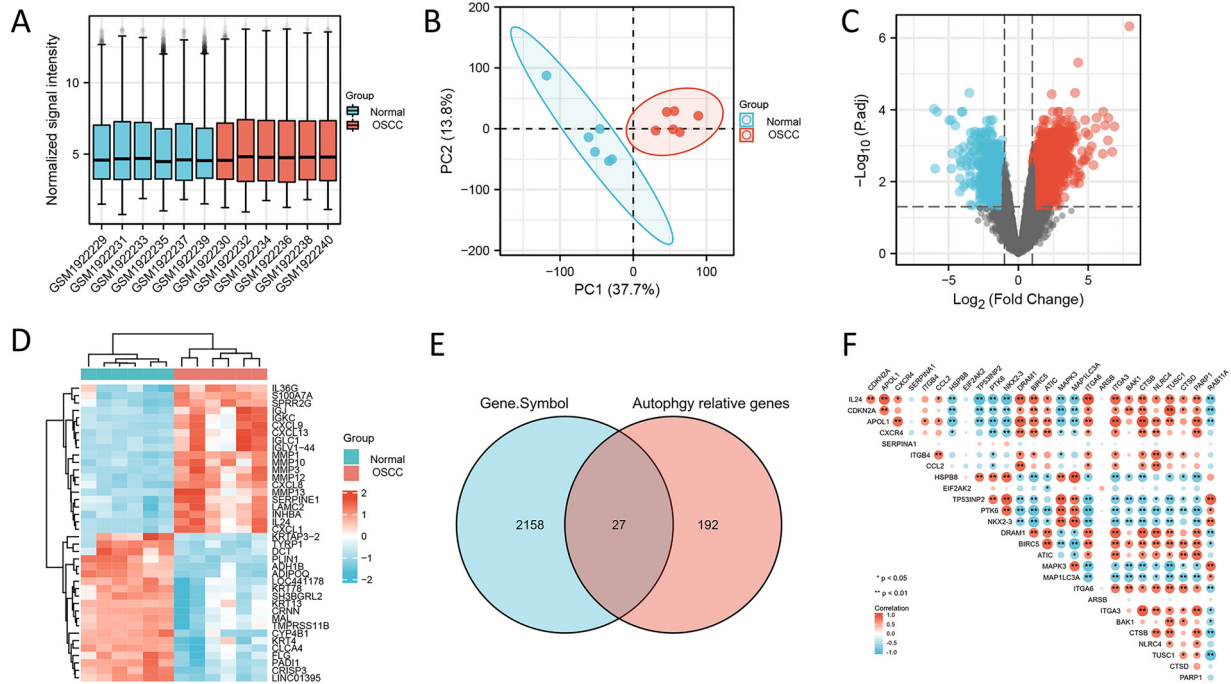 A
Normalized signal intensity
10
5
Group
Normal
OSCC
GSM1922229
GSM1922231
GSM1922233
GSM1922235
GSM1922237
GSM1922239
GSM1922230
GSM1922232
GSM1922234
GSM1922236
GSM1922238
GSM1922240
B
PC2 (13.8%)
200
100
0
−100
−200
−100
0
100
PC1 (37.7%)
Group
Normal
OSCC
C
−Log10 (P.adj)
6
4
2
0
−5
0
5
Log2 (Fold Change)
D
IL36G
S100A7A
SPRR2G
IGJ
IGKC
CXCL9
CXCL13
IGLC1
IGLV1-44
MMP1
MMP10
MMP3
MMP12
CXCL8
MMP13
SERPINE1
LAMC2
INHBA
IL24
CXCL1
KRTAP3-2
TYRP1
DCT
PLIN1
ADH1B
ADIPOQ
LOC441178
KRT78
SH3BGRL2
KRT13
CRNN
MAL
TMPRSS11B
CYP4B1
KRT4
CLCA4
FLG
PADI1
CRISP3
LINC01395
Group
Normal
OSCC
2
1
0
−1
−2
E
Gene.Symbol
Autophgy relative genes
2158
27
192
F
CDKN2A
APOL1
CXCR4
SERPINA1
ITGB4
CCL2
HSPB8
EIF2AK2
TP53INP2
PTK6
NKX2-3
DRAM1
BIRC5
ATIC
MAPK3
MAP1LC3A
ITGA6
ARSB
ITGA3
BAK1
CTSB
NLRC4
TUSC1
CTSD
PARP1
RAB11A
IL24
CDKN2A
APOL1
CXCR4
SERPINA1
ITGB4
CCL2
HSPB8
EIF2AK2
TP53INP2
PTK6
NKX2-3
DRAM1
BIRC5
ATIC
MAPK3
MAP1LC3A
ITGA6
ARSB
ITGA3
BAK1
CTSB
NLRC4
TUSC1
CTSD
PARP1
* p < 0.05
** p < 0.01
Correlation
1.0
0.5
0.0
-0.5
-1.0